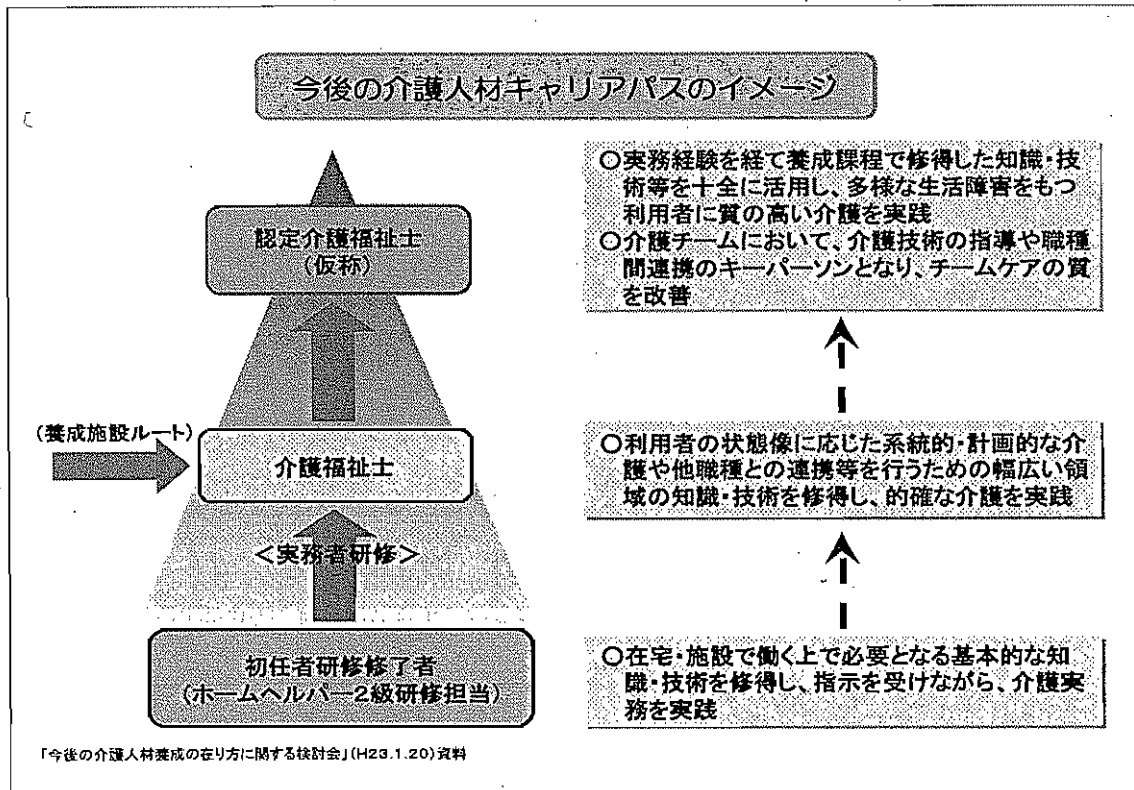 今後の介護人材キャリアパスのイメージ
認定介護福祉士
(仮称)
○実務経験を経て養成課程で修得した知識・技
術等を十全に活用し、多様な生活障害をもつ
利用者に質の高い介護を実践
○介護チームにおいて、介護技術の指導や職種
間連携のキーパーソンとなり、チームケアの質
を改善
(養成施設ルート)
介護福祉士
○利用者の状態像に応じた系統的・計画的な介
護や他職種との連携等を行うための幅広い領
域の知識・技術を修得し、的確な介護を実践
<実務者研修>
初任者研修修了者
(ホームヘルパー2級研修担当)
○在宅・施設で働く上で必要となる基本的な知
識・技術を修得し、指示を受けながら、介護実
務を実践
「今後の介護人材養成の在り方に関する検討会」(H23.1.20)資料